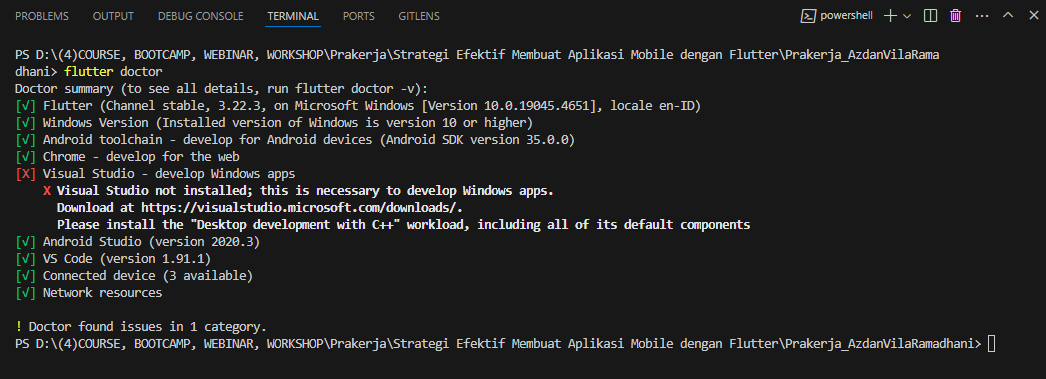 PROBLEMS OUTPUT DEBUG CONSOLE TERMINAL PORTS GITLENS powershell
PS D:\(4)COURSE, BOOTCAMP, WEBINAR, WORKSHOP\Prakerja\Strategi Efektif Membuat Aplikasi Mobile dengan Flutter\Prakerja_AzdanVilaRama
dhani> flutter doctor
Doctor summary (to see all details, run flutter doctor -v):
[√] Flutter (Channel stable, 3.22.3, on Microsoft Windows [Version 10.0.19045.4651], locale en-ID)
[√] Windows Version (Installed version of Windows is version 10 or higher)
[√] Android toolchain - develop for Android devices (Android SDK version 35.0.0)
[√] Chrome - develop for the web
[X] Visual Studio - develop Windows apps
X Visual Studio not installed; this is necessary to develop Windows apps.
Download at https://visualstudio.microsoft.com/downloads/.
Please install the "Desktop development with C++" workload, including all of its default components
[√] Android Studio (version 2020.3)
[√] VS Code (version 1.91.1)
[√] Connected device (3 available)
[√] Network resources
! Doctor found issues in 1 category.
PS D:\(4)COURSE, BOOTCAMP, WEBINAR, WORKSHOP\Prakerja\Strategi Efektif Membuat Aplikasi Mobile dengan Flutter\Prakerja_AzdanVilaRamadhani>